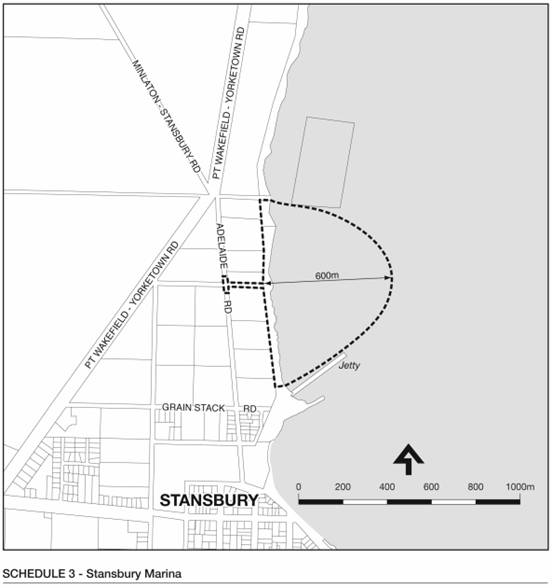 MINLATON - STANSBURY RD
PT WAKEFIELD - YORKETOWN RD
ADELAIDE RD
PT WAKEFIELD - YORKETOWN RD
600m
Jetty
GRAIN STACK RD
STANSBURY
0 200 400 600 800 1000m
SCHEDULE 3 - Stansbury Marina